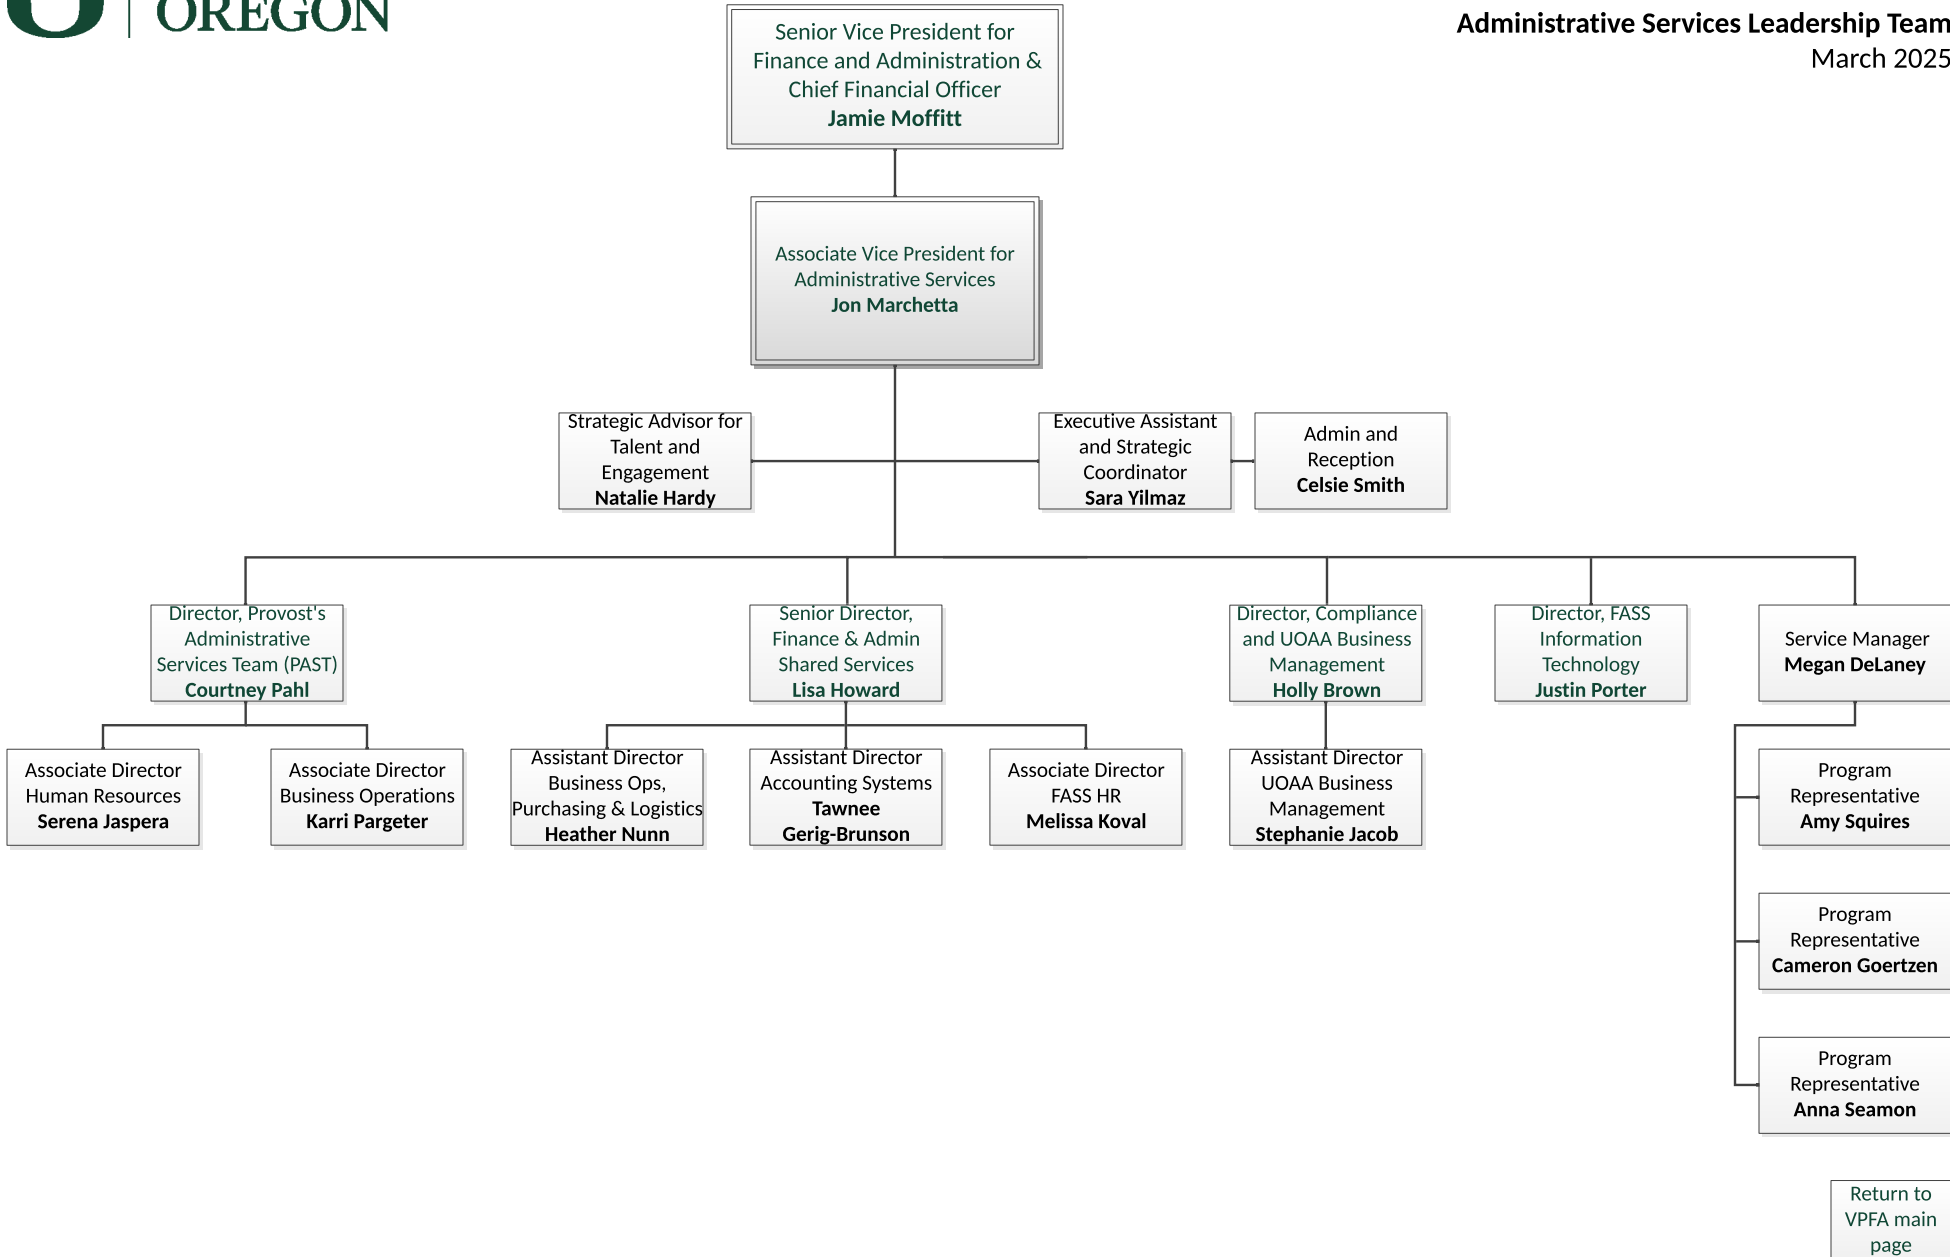 OREGON
Administrative Services Leadership Team
March 2025
Senior Vice President for
Finance and Administration &
Chief Financial Officer
Jamie Moffitt
Associate Vice President for
Administrative Services
Jon Marchetta
Strategic Advisor for
Talent and
Engagement
Natalie Hardy
Executive Assistant
and Strategic
Coordinator
Sara Yilmaz
Admin and
Reception
Celsie Smith
Director, Provost's
Administrative
Services Team (PAST)
Courtney Pahl
Senior Director,
Finance & Admin
Shared Services
Lisa Howard
Director, Compliance
and UOAA Business
Management
Holly Brown
Director, FASS
Information
Technology
Justin Porter
Service Manager
Megan DeLaney
Associate Director
Human Resources
Serena Jaspera
Associate Director
Business Operations
Karri Pargeter
Assistant Director
Business Ops,
Purchasing & Logistics
Heather Nunn
Assistant Director
Accounting Systems
Tawnee
Gerig-Brunson
Associate Director
FASS HR
Melissa Koval
Assistant Director
UOAA Business
Management
Stephanie Jacob
Program
Representative
Amy Squires
Program
Representative
Cameron Goertzen
Program
Representative
Anna Seamon
Return to
VPFA main
page